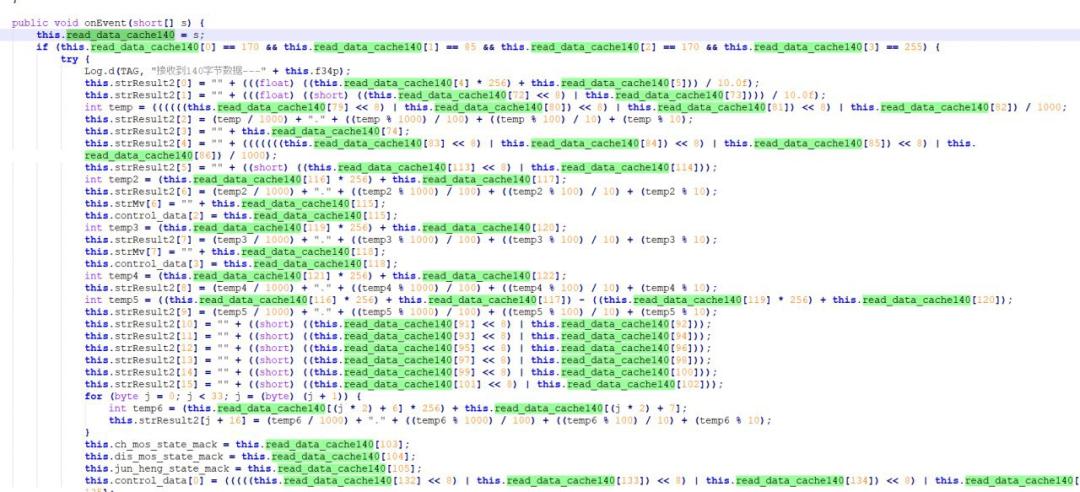 public void onEvent(short[] s) {
this.read_data_cache140 = s;
if (this.read_data_cache140[0] == 170 && this.read_data_cache140[1] == 85 && this.read_data_cache140[2] == 170 && this.read_data_cache140[3] == 255) {
try {
Log.d(TAG, "接收到140字节数据---" + this.f34p);
this.strResult2[0] = "" + (((float) ((this.read_data_cache140[4] * 256) + this.read_data_cache140[5])) / 10.0f);
this.strResult2[1] = "" + (((float) ((short) ((this.read_data_cache140[72] << 8) | this.read_data_cache140[73]))) / 10.0f);
int temp = ((((((this.read_data_cache140[79] << 8) | this.read_data_cache140[80]) << 8) | this.read_data_cache140[81]) << 8) | this.read_data_cache140[82]) / 1000;
this.strResult2[2] = (temp / 1000) + "." + ((temp % 1000) / 100) + ((temp % 100) / 10) + (temp % 10);
this.strResult2[3] = "" + this.read_data_cache140[74];
this.strResult2[4] = "" + (((((((this.read_data_cache140[83] << 8) | this.read_data_cache140[84]) << 8) | this.read_data_cache140[85]) << 8) | this.
read_data_cache140[86]) / 1000);
this.strResult2[5] = "" + ((short) ((this.read_data_cache140[113] << 8) | this.read_data_cache140[114]));
int temp2 = (this.read_data_cache140[116] * 256) + this.read_data_cache140[117];
this.strResult2[6] = (temp2 / 1000) + "." + ((temp2 % 1000) / 100) + ((temp2 % 100) / 10) + (temp2 % 10);
this.strMv[6] = "" + this.read_data_cache140[115];
this.control_data[2] = this.read_data_cache140[115];
int temp3 = (this.read_data_cache140[119] * 256) + this.read_data_cache140[120];
this.strResult2[7] = (temp3 / 1000) + "." + ((temp3 % 1000) / 100) + ((temp3 % 100) / 10) + (temp3 % 10);
this.strMv[7] = "" + this.read_data_cache140[118];
this.control_data[3] = this.read_data_cache140[118];
int temp4 = (this.read_data_cache140[121] * 256) + this.read_data_cache140[122];
this.strResult2[8] = (temp4 / 1000) + "." + ((temp4 % 1000) / 100) + ((temp4 % 100) / 10) + (temp4 % 10);
int temp5 = ((this.read_data_cache140[116] * 256) + this.read_data_cache140[117]) - ((this.read_data_cache140[119] * 256) + this.read_data_cache140[120]);
this.strResult2[9] = (temp5 / 1000) + "." + ((temp5 % 1000) / 100) + ((temp5 % 100) / 10) + (temp5 % 10);
this.strResult2[10] = "" + ((short) ((this.read_data_cache140[91] << 8) | this.read_data_cache140[92]));
this.strResult2[11] = "" + ((short) ((this.read_data_cache140[93] << 8) | this.read_data_cache140[94]));
this.strResult2[12] = "" + ((short) ((this.read_data_cache140[95] << 8) | this.read_data_cache140[96]));
this.strResult2[13] = "" + ((short) ((this.read_data_cache140[97] << 8) | this.read_data_cache140[98]));
this.strResult2[14] = "" + ((short) ((this.read_data_cache140[99] << 8) | this.read_data_cache140[100]));
this.strResult2[15] = "" + ((short) ((this.read_data_cache140[101] << 8) | this.read_data_cache140[102]));
for (byte j = 0; j < 33; j = (byte) (j + 1)) {
int temp6 = (this.read_data_cache140[(j * 2) + 6] * 256) + this.read_data_cache140[(j * 2) + 7];
this.strResult2[j + 16] = (temp6 / 1000) + "." + ((temp6 % 1000) / 100) + ((temp6 % 100) / 10) + (temp6 % 10);
}
this.ch_mos_state_mack = this.read_data_cache140[103];
this.dis_mos_state_mack = this.read_data_cache140[104];
this.jun_heng_state_mack = this.read_data_cache140[105];
this.control_data[0] = (((((this.read_data_cache140[132] << 8) | this.read_data_cache140[133]) << 8) | this.read_data_cache140[134]) << 8) | this.read_data_cache140[